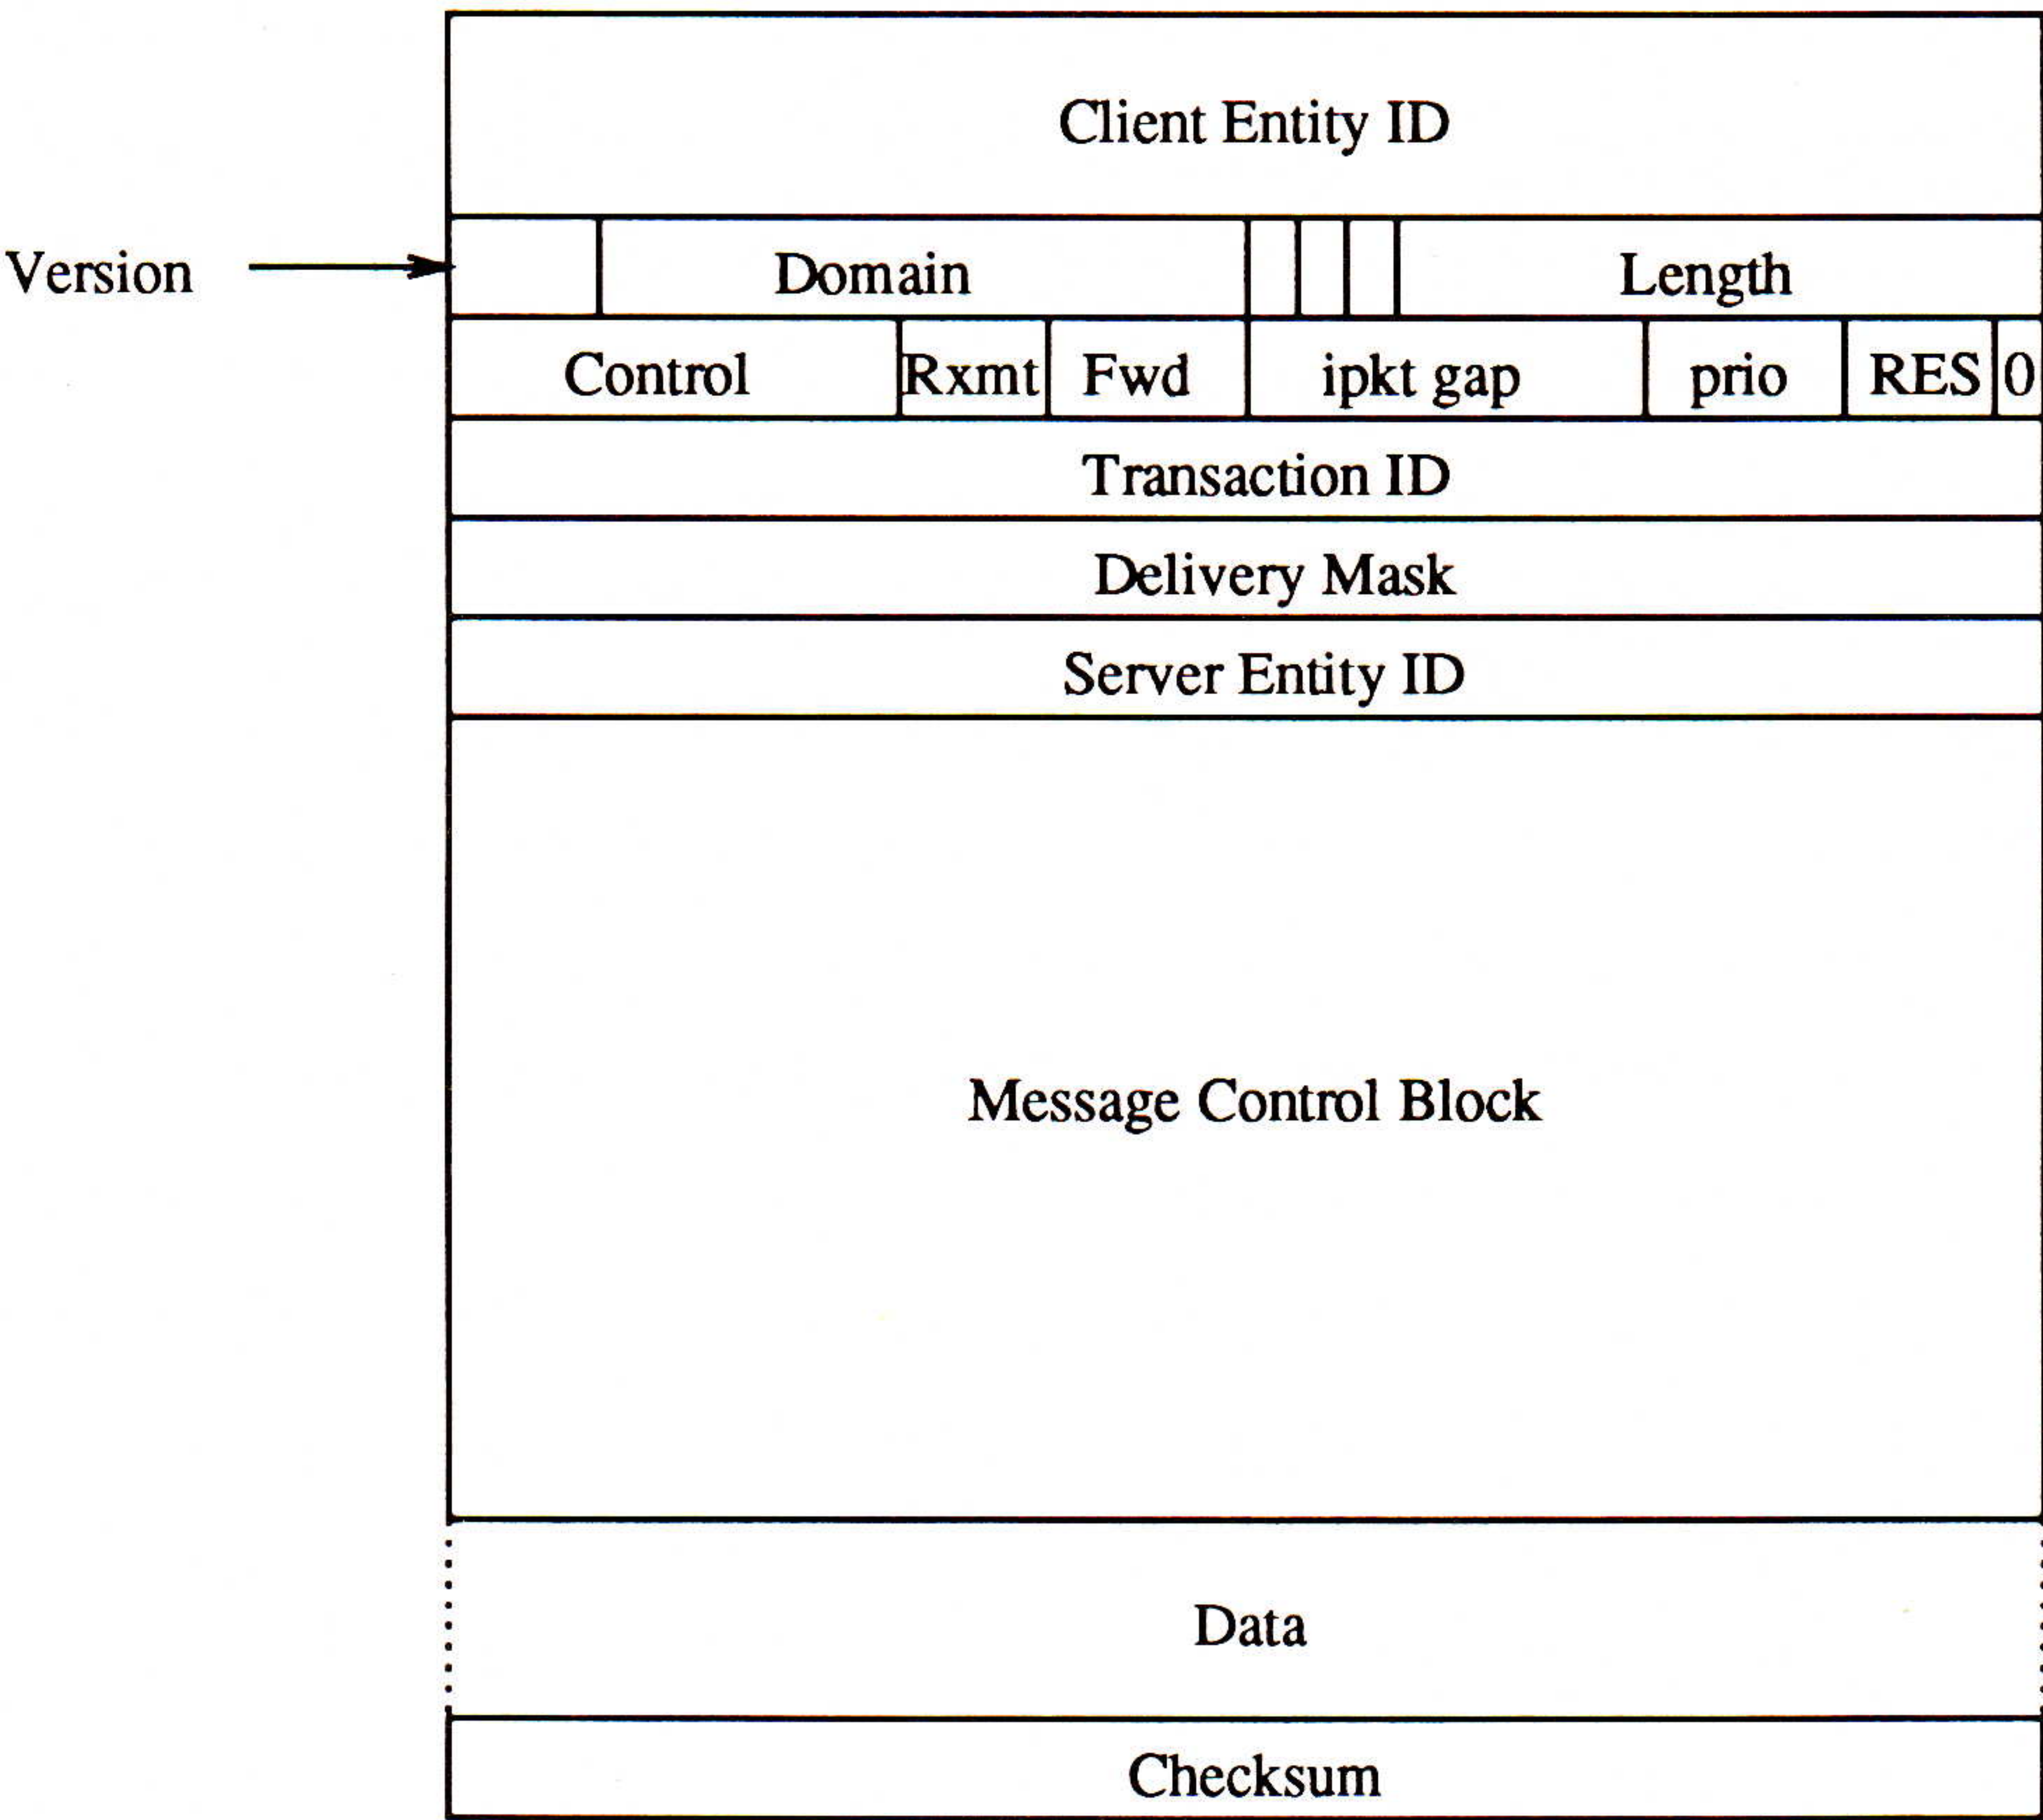 Client Entity ID
Version Domain Length
Control Rxmt Fwd ipkt gap prio RES 0
Transaction ID
Delivery Mask
Server Entity ID
Message Control Block
Data
Checksum